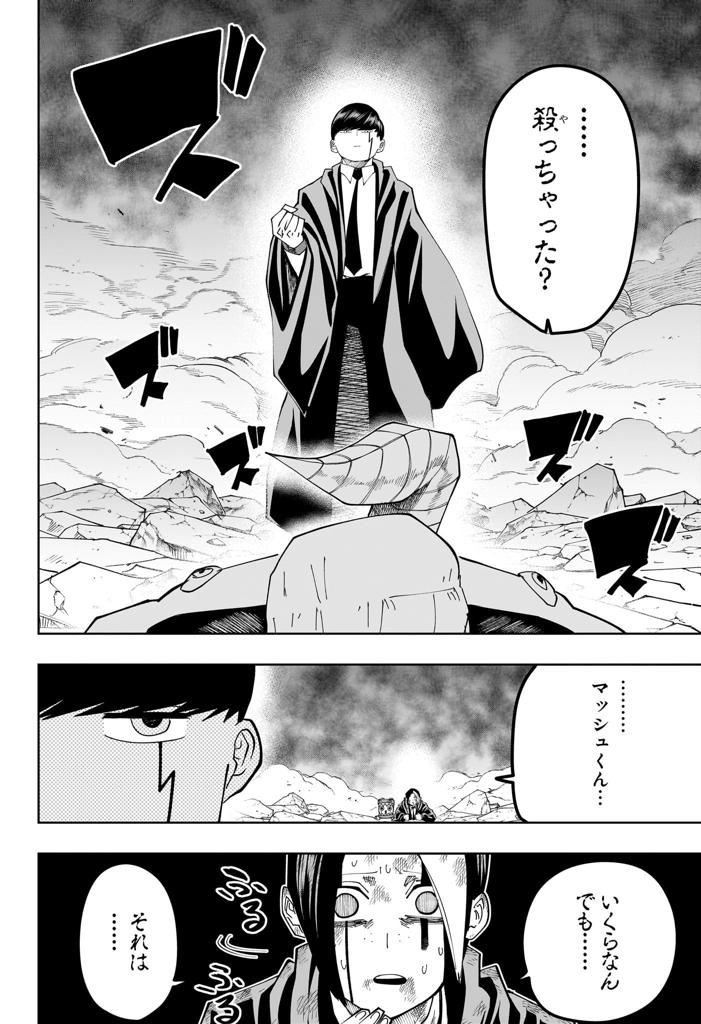 ……
殺っちゃった？
や
ズ
ズ
ズ
ズ
ズ
………
マッシュくん…
いくらなん
でも……
ふる
ふる
それは
……